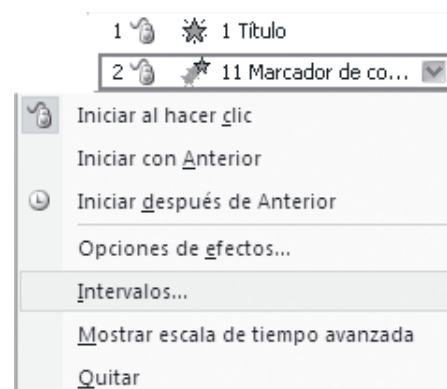 1 1 Título
2 11 Marcador de co...
Iniciar al hacer clic
Iniciar con Anterior
Iniciar después de Anterior
Opciones de efectos...
Intervalos...
Mostrar escala de tiempo avanzada
Quitar